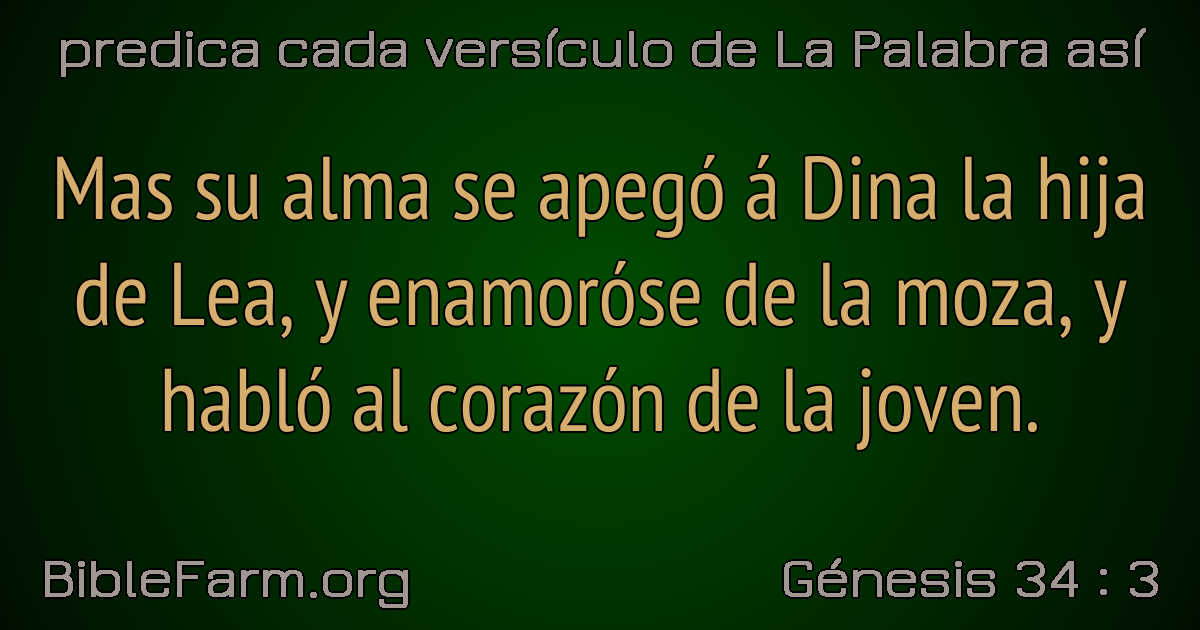 predica cada versículo de La Palabra así
Mas su alma se apegó á Dina la hija
de Lea, y enamoróse de la moza, y
habló al corazón de la joven.
BibleFarm.org
Génesis 34 : 3